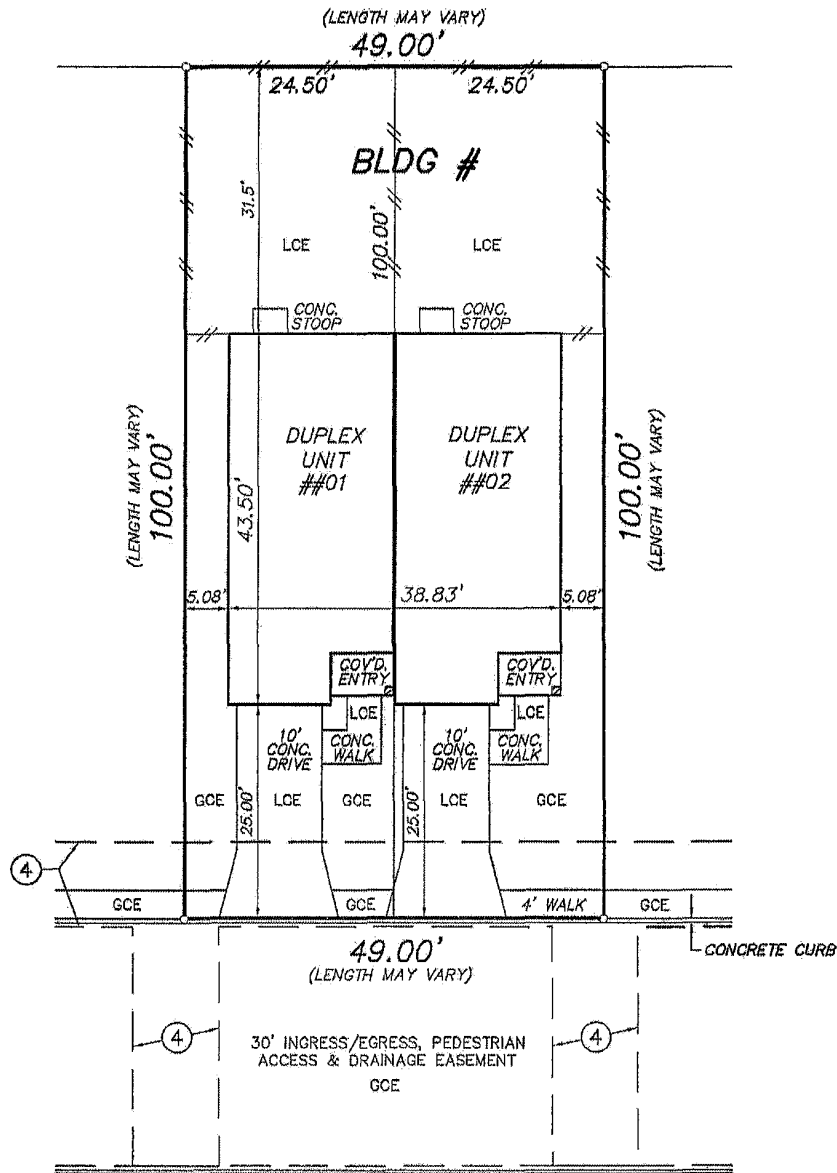 (LENGTH MAY VARY)
49.00'
24.50'
24.50'
BLDG #
31.5'
100.00'
LCE
LCE
CONC.
STOOP
CONC.
STOOP
(LENGTH MAY VARY)
100.00'
DUPLEX
UNIT
##01
DUPLEX
UNIT
##02
100.00'
(LENGTH MAY VARY)
43.50'
5.08'
38.83'
5.08'
COV'D.
ENTRY
COV'D.
ENTRY
LCE
LCE
10'
CONC.
DRIVE
CONC.
WALK
10'
CONC.
DRIVE
CONC.
WALK
GCE
LCE
GCE
LCE
GCE
25.00'
25.00'
4
GCE
GCE
4' WALK
GCE
CONCRETE CURB
49.00'
(LENGTH MAY VARY)
4
4
30' INGRESS/EGRESS, PEDESTRIAN
ACCESS & DRAINAGE EASEMENT
GCE